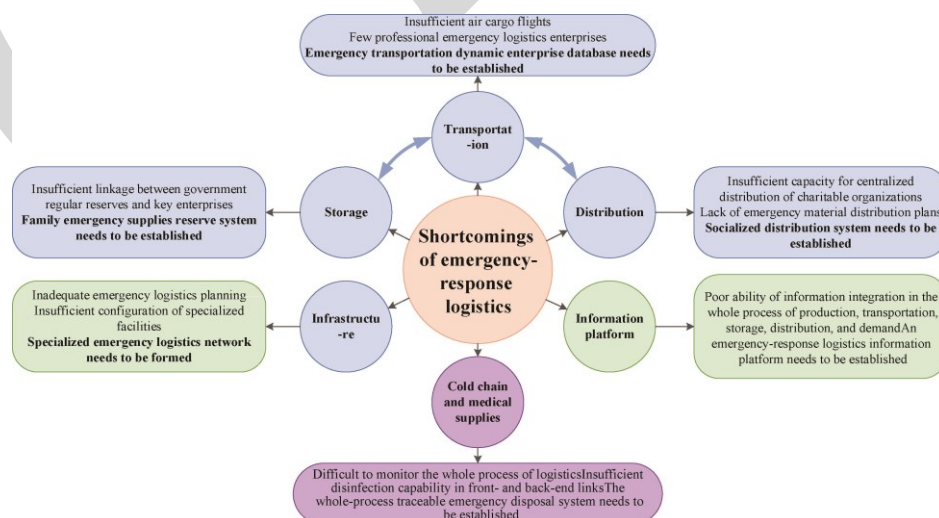 Insufficient air cargo flights
Few professional emergency logistics enterprises
Emergency transportation dynamic enterprise database needs
to be established
Transportat
-ion
Insufficient linkage between government
regular reserves and key enterprises
Family emergency supplies reserve system
needs to be established
Storage
Distribution
Insufficient capacity for centralized
distribution of charitable organizations
Lack of emergency material distribution plans
Socialized distribution system needs to be
established
Shortcomings
of emergency-
response
logistics
Inadequate emergency logistics planning
Insufficient configuration of specialized
facilities
Specialized emergency logistics network
needs to be formed
Infrastructu
-re
Information
platform
Poor ability of information integration in the
whole process of production, transportation,
storage, distribution, and demandAn
emergency-response logistics information
platform needs to be established
Cold chain
and medical
supplies
Difficult to monitor the whole process of logisticsInsufficient
disinfection capability in front- and back-end linksThe
whole-process traceable emergency disposal system needs to
be established